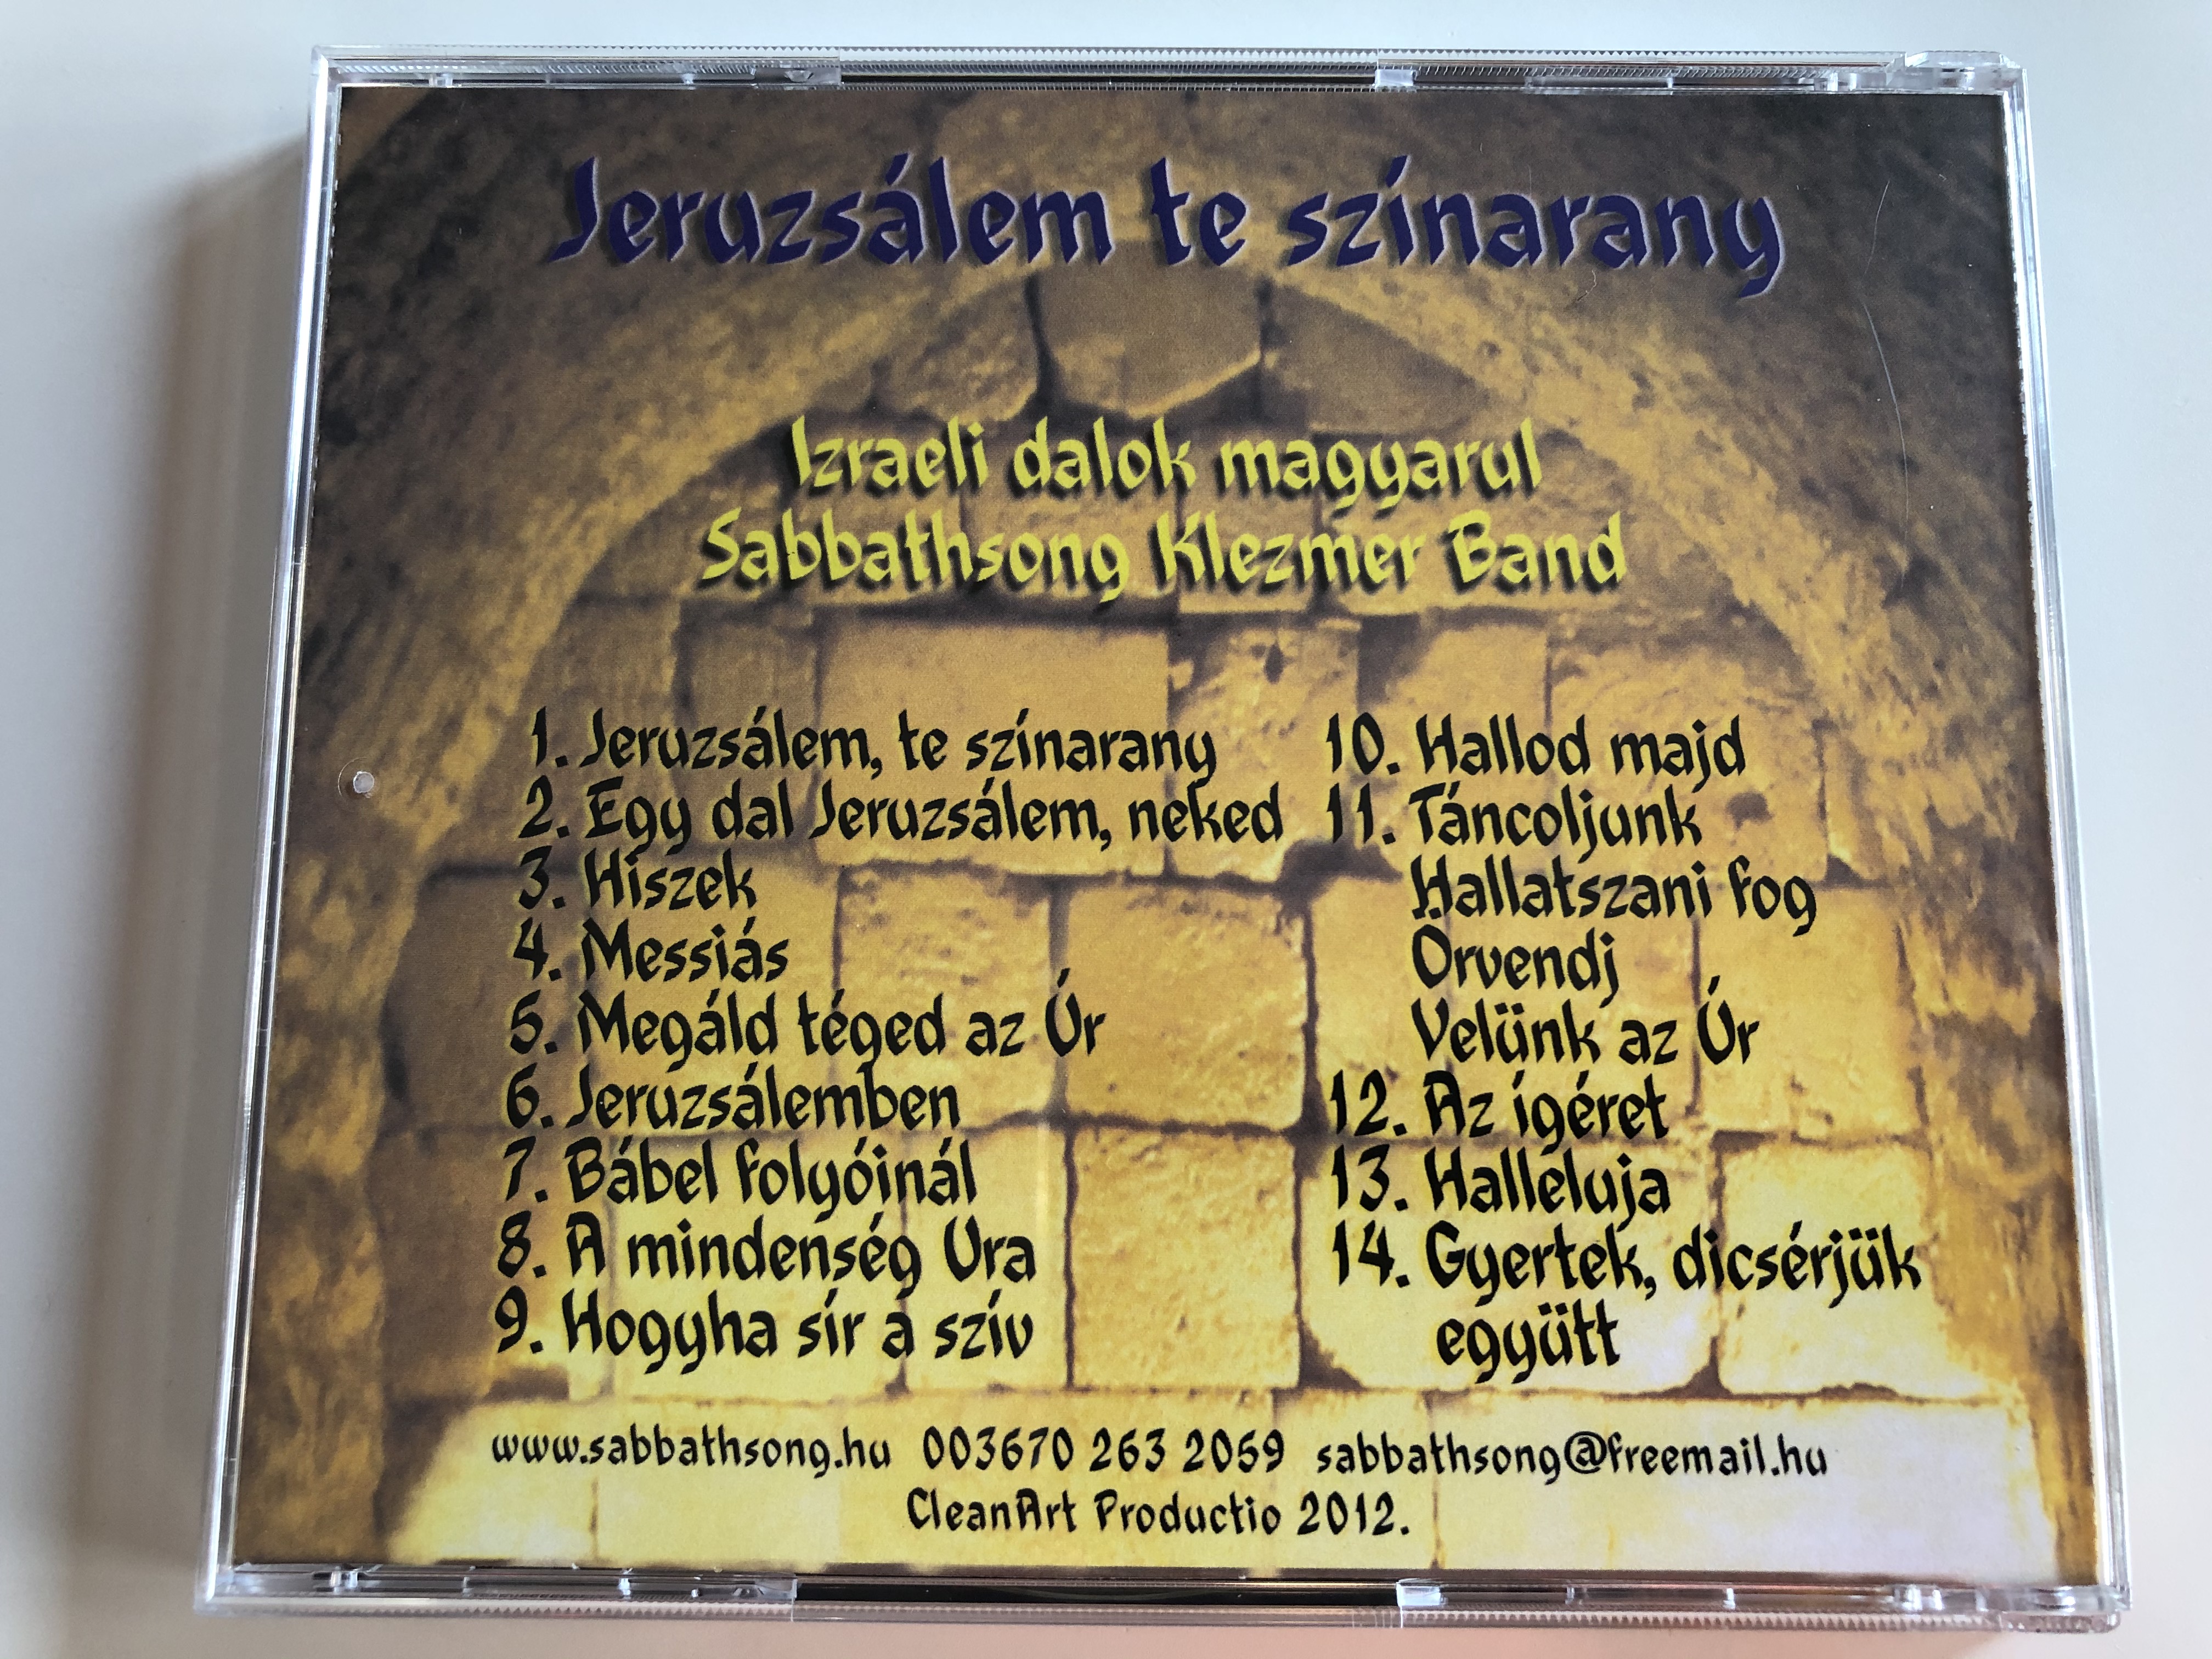 Jeruzsálem te színarany
Izraeli dalok magyarul
Sabbathsong Klezmer Band
1. Jeruzsálem, te színarany
2. Egy dal Jeruzsálem, neked
3. Hiszek
4. Messiás
5. Megáld téged az Úr
6. Jeruzsálemben
7. Bábel folyóinál
8. A mindenség Ura
9. Hogyha sír a szív
10. Hallod majd
11. Táncoljunk
Hallatszani fog
Örvendj
Velünk az Úr
12. Az ígéret
13. Halleluja
14. Gyertek, dicsérjük
együtt
www.sabbathsong.hu 003670 263 2059 sabbathsong@freemail.hu
CleanArt Productio 2012.